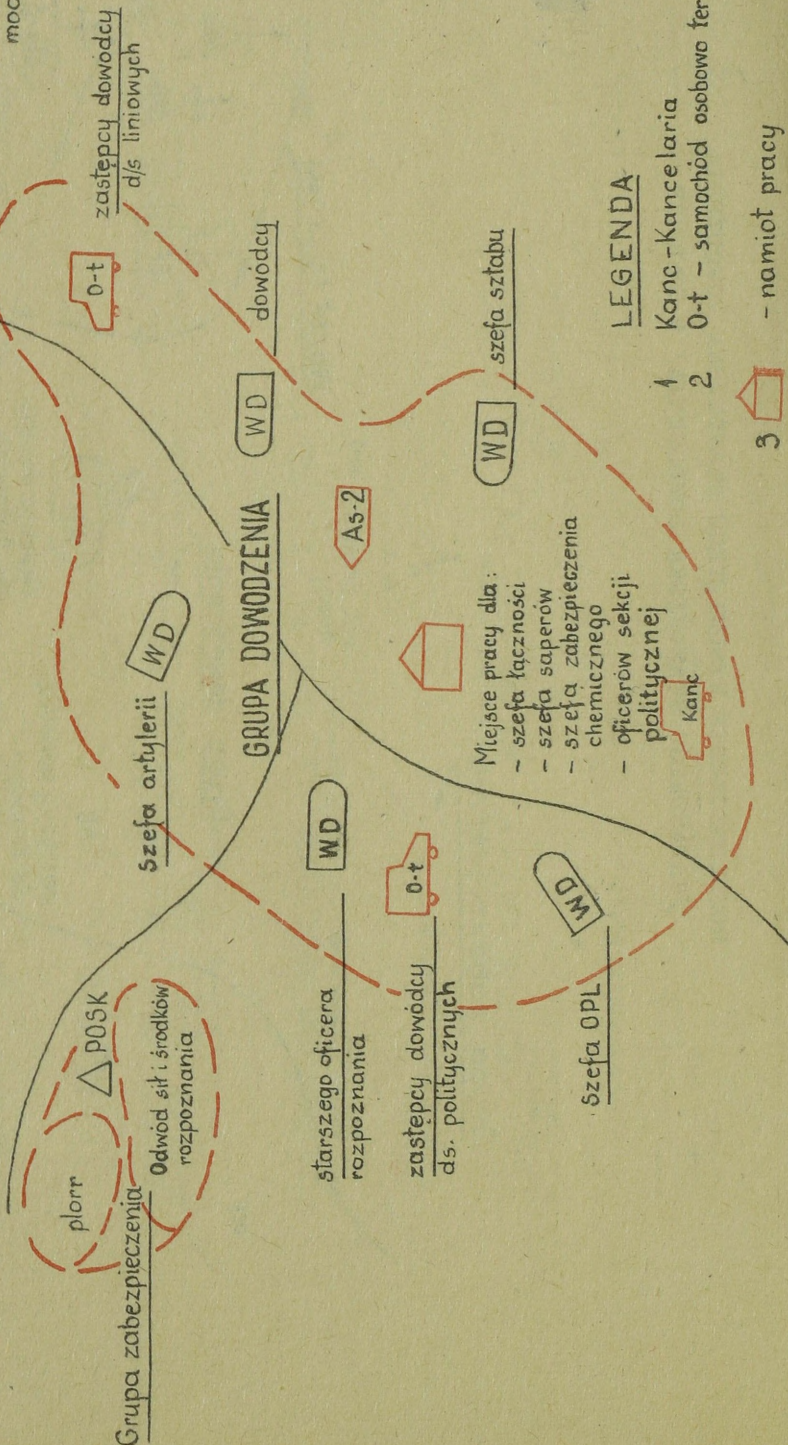 moc
zastępcy dowódcy
d/s liniowych
O-t
dowódcy
WD
szefa sztabu
WD
GRUPA DOWODZENIA
As-2
Szefa artylerii
WD
Miejsce pracy dla:
- szefa łączności
- szefa saperów
- szefa zabezpieczenia
chemicznego
- oficerów sekcji
politycznej
Kanc
WD
starszego oficera
rozpoznania
O-t
zastępcy dowódcy
ds. politycznych
WD
Szefa OPL
plorr
POSK
Odwód sił i środków
rozpoznania
Grupa zabezpieczenia
LEGENDA
1 Kanc - Kancelaria
2 O-t - samochód osobowo ter
3 - namiot pracy